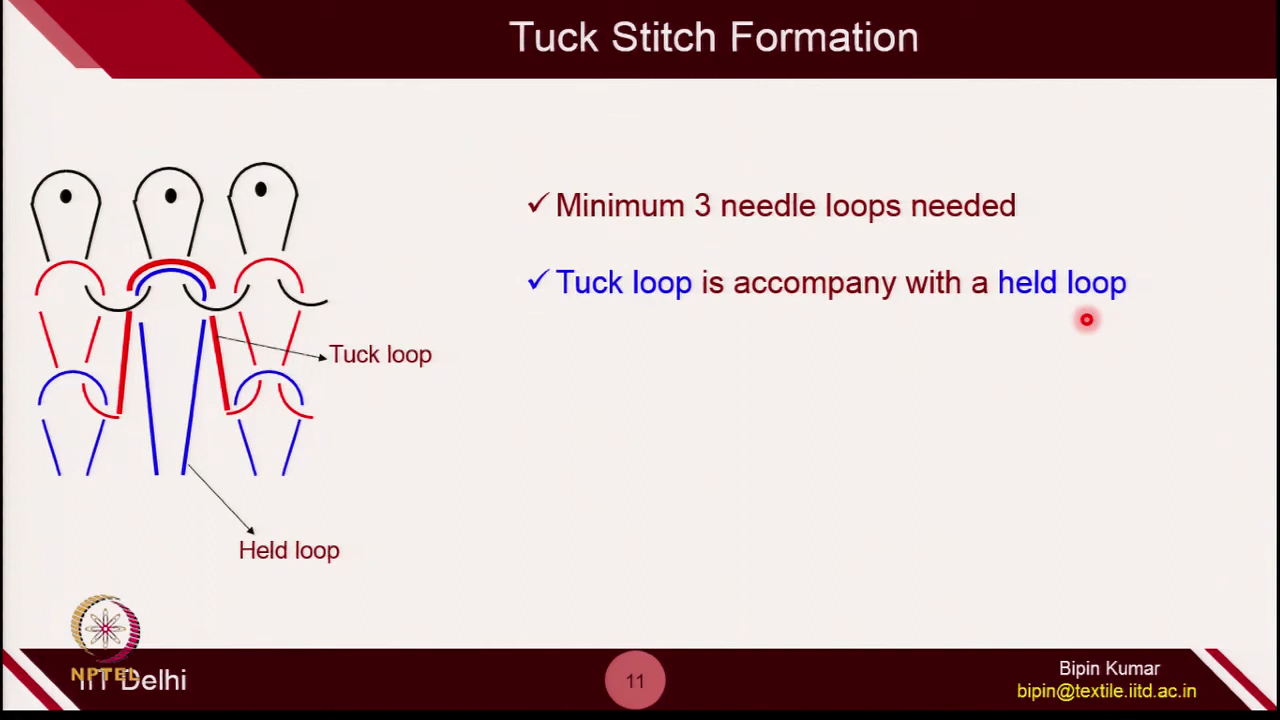 Tuck Stitch Formation
✓ Minimum 3 needle loops needed
✓ Tuck loop is accompany with a held loop
Tuck loop
Held loop
NPTEL
IIT Delhi
11
Bipin Kumar
bipin@textile.iitd.ac.in